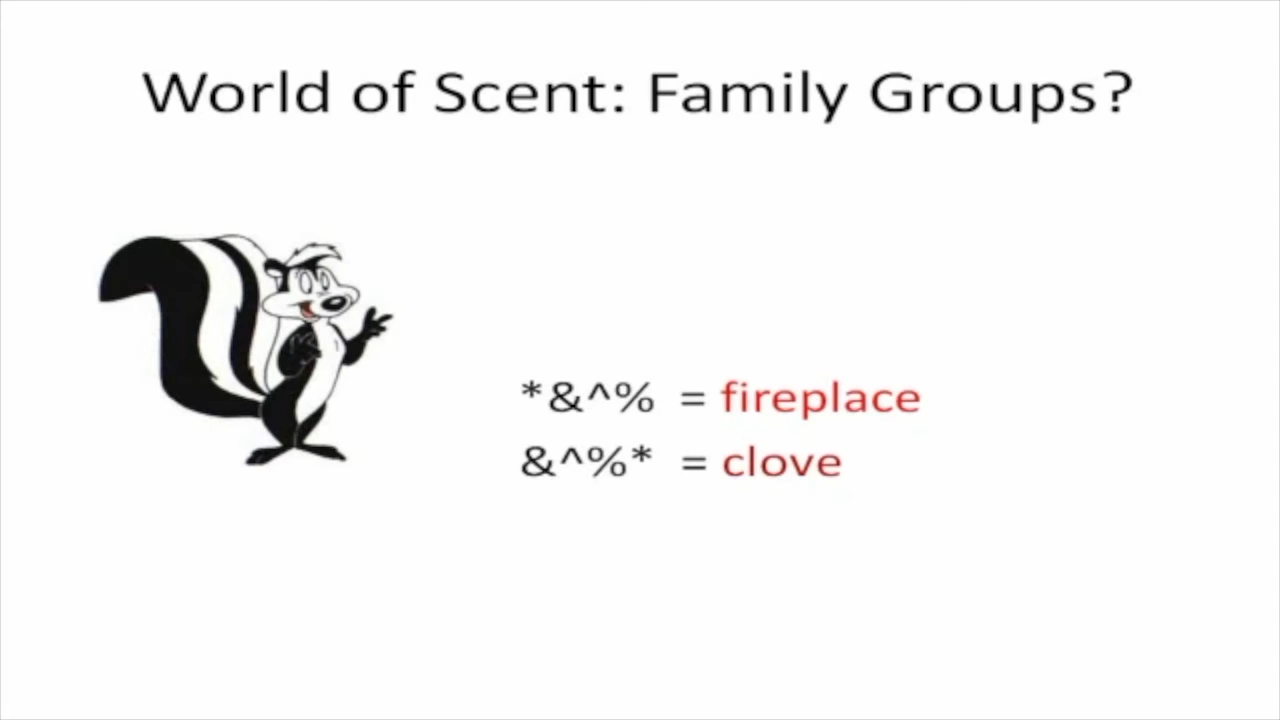 World of Scent: Family Groups?
*&^% = fireplace
&^%* = clove